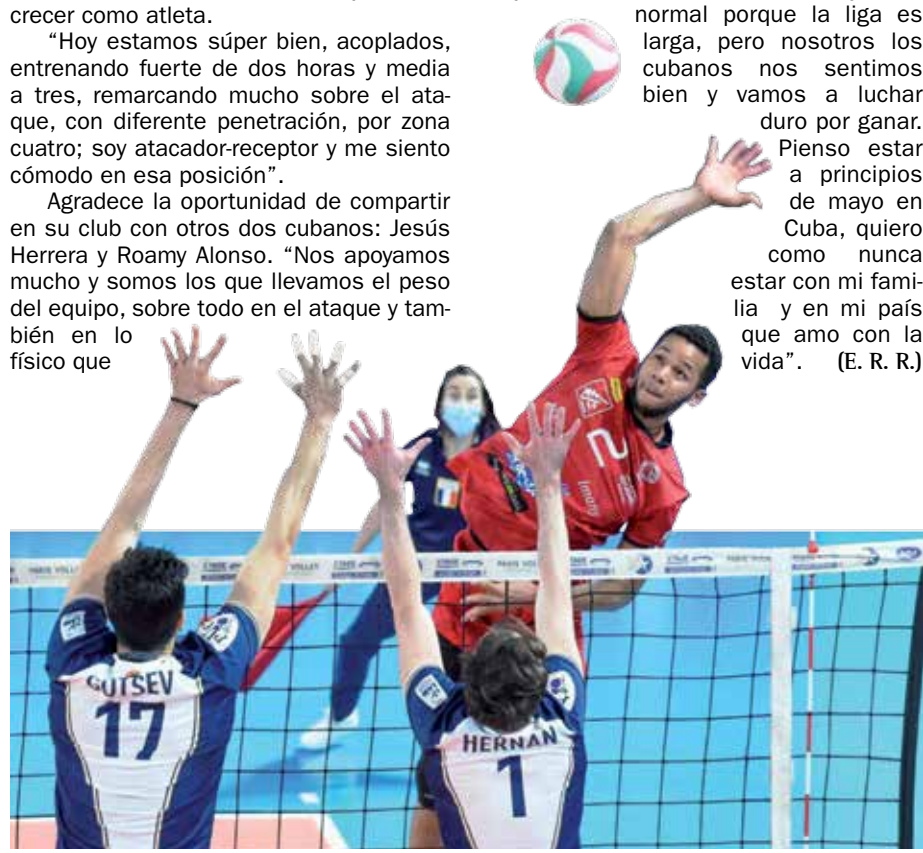 crecer como atleta.
“Hoy estamos súper bien, acoplados,
entrenando fuerte de dos horas y media
a tres, remarcando mucho sobre el ata-
que, con diferente penetración, por zona
cuatro; soy atacador-receptor y me siento
cómodo en esa posición”.
Agradece la oportunidad de compartir
en su club con otros dos cubanos: Jesús
Herrera y Roamy Alonso. “Nos apoyamos
mucho y somos los que llevamos el peso
del equipo, sobre todo en el ataque y tam-
bién en lo
físico que
normal porque la liga es
larga, pero nosotros los
cubanos nos sentimos
bien y vamos a luchar
duro por ganar.
Pienso estar
a principios
de mayo en
Cuba, quiero
como nunca
estar con mi fami-
lia y en mi país
que amo con la
vida”. (E. R. R.)
2
Imany
PARIS VOLLEY
GUTSEV
17
HERNAN
1